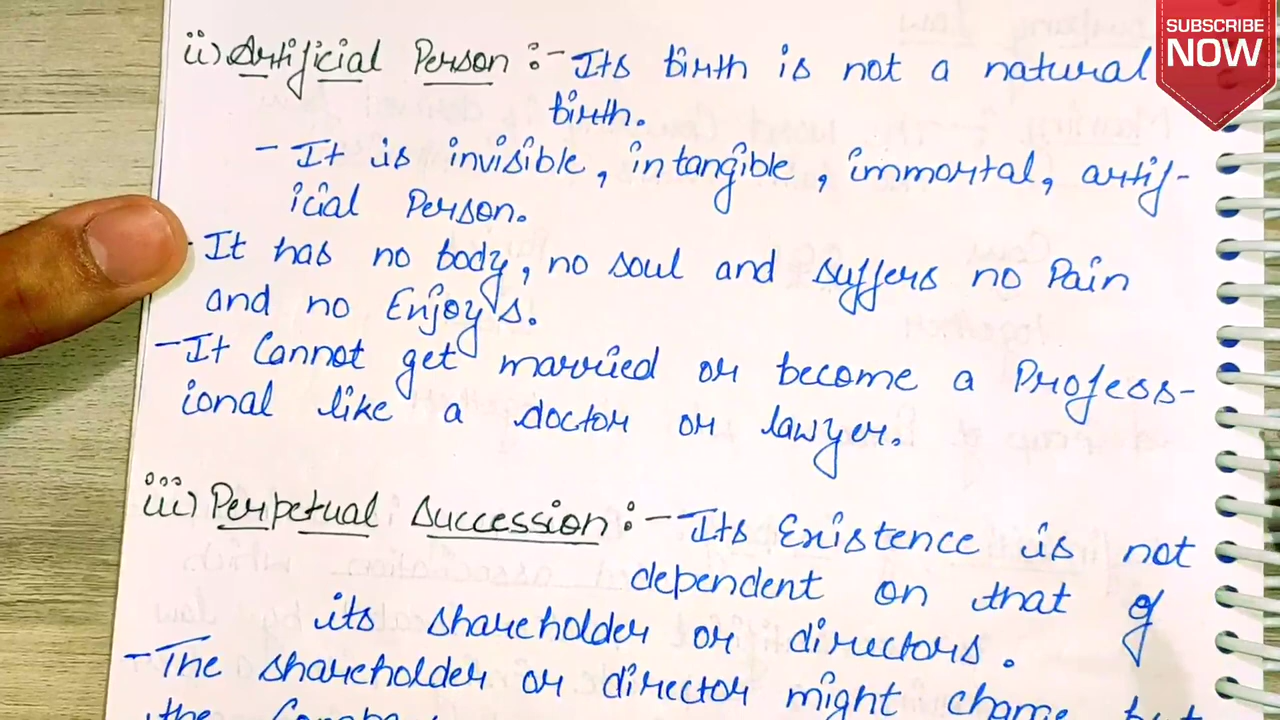 SUBSCRIBE
NOW
ii) Artificial Person :- Its birth is not a natural
birth.
- It is invisible, intangible, immortal, artif-
icial Person.
- It has no body, no soul and suffers no Pain
and no Enjoy's.
- It Cannot get married or become a Profess-
ional like a doctor or lawyer.
iii) Perpetual Succession :- Its Existence is not
dependent on that of
its shareholder or directors.
- The shareholder or director might change but
the